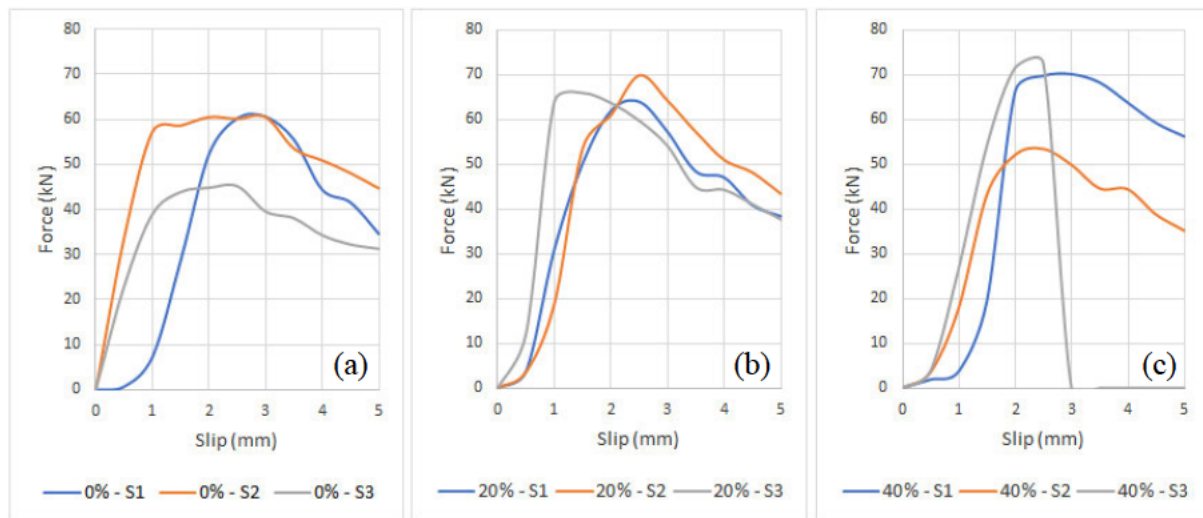 80
70
60
50
40
30
20
10
0
Force (kN)
0 1 2 3 4 5
Slip (mm)
(a)
0% - S1 0% - S2 0% - S3
80
70
60
50
40
30
20
10
0
Force (kN)
0 1 2 3 4 5
Slip (mm)
(b)
20% - S1 20% - S2 20% - S3
80
70
60
50
40
30
20
10
0
Force (kN)
0 1 2 3 4 5
Slip (mm)
(c)
40% - S1 40% - S2 40% - S3